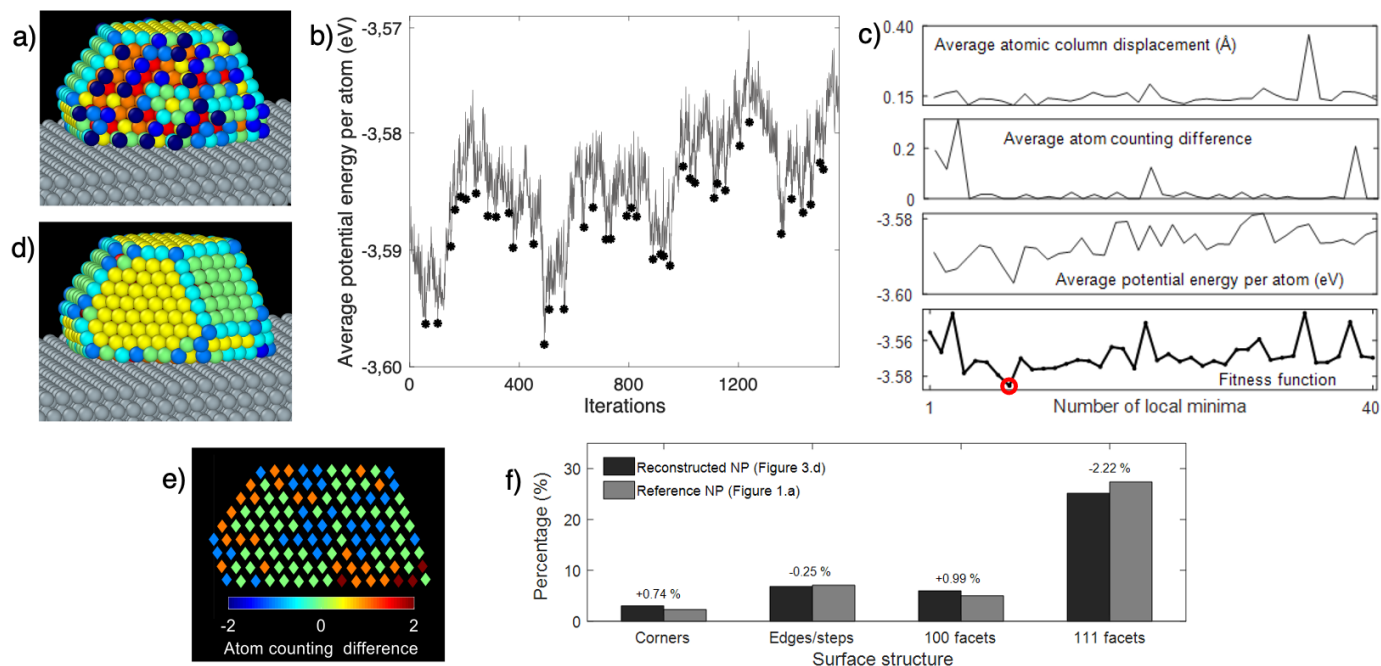 a)
b)
Average potential energy per atom (eV)
-3,57
-3,58
-3,59
-3,60
0
400
800
1200
Iterations
c)
0.40
0.15
Average atomic column displacement (Å)
0.2
0
Average atom counting difference
-3.58
-3.60
Average potential energy per atom (eV)
-3.56
-3.58
Fitness function
1
Number of local minima
40
d)
e)
-2
0
2
Atom counting difference
f)
Percentage (%)
30
20
10
0
Reconstructed NP (Figure 3.d)
Reference NP (Figure 1.a)
+0.74 %
-0.25 %
+0.99 %
-2.22 %
Corners
Edges/steps
100 facets
111 facets
Surface structure